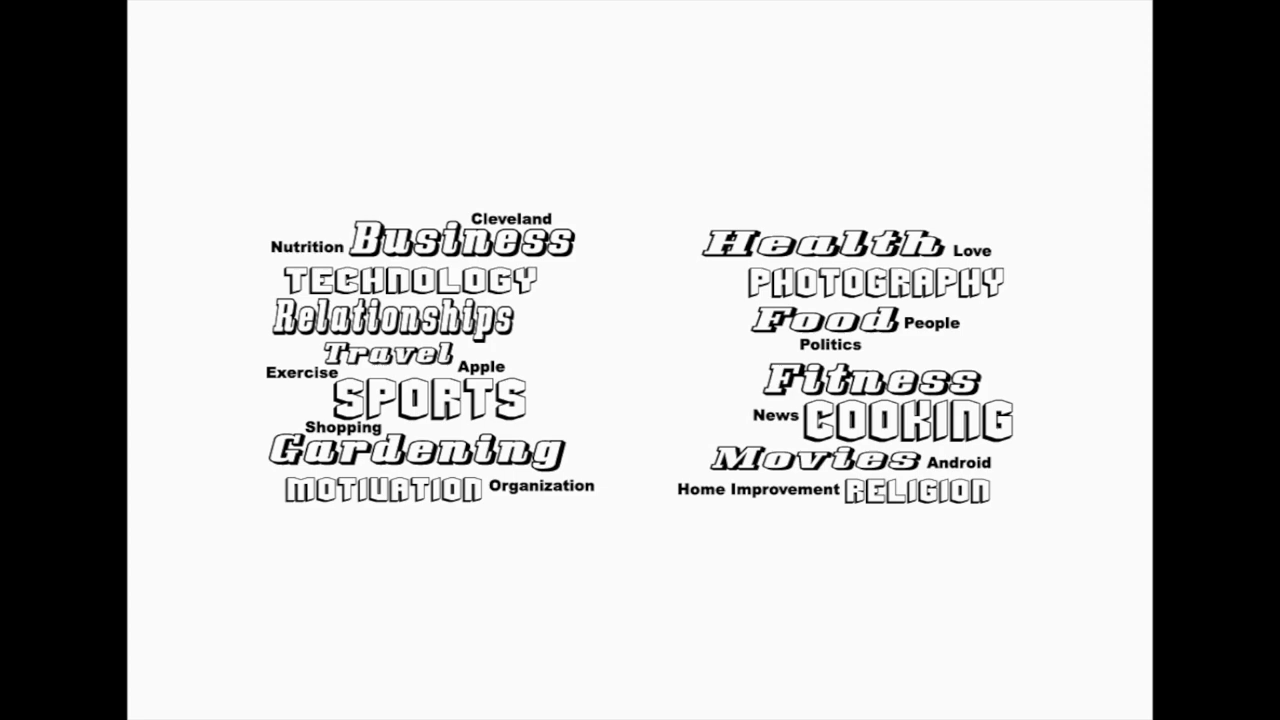 Cleveland
Nutrition Business
TECHNOLOGY
Relationships
Travel
Exercise Apple
SPORTS
Shopping
Gardening
MOTIVATION Organization
Health Love
PHOTOGRAPHY
Food People
Politics
Fitness
News COOKING
Movies Android
Home Improvement RELIGION